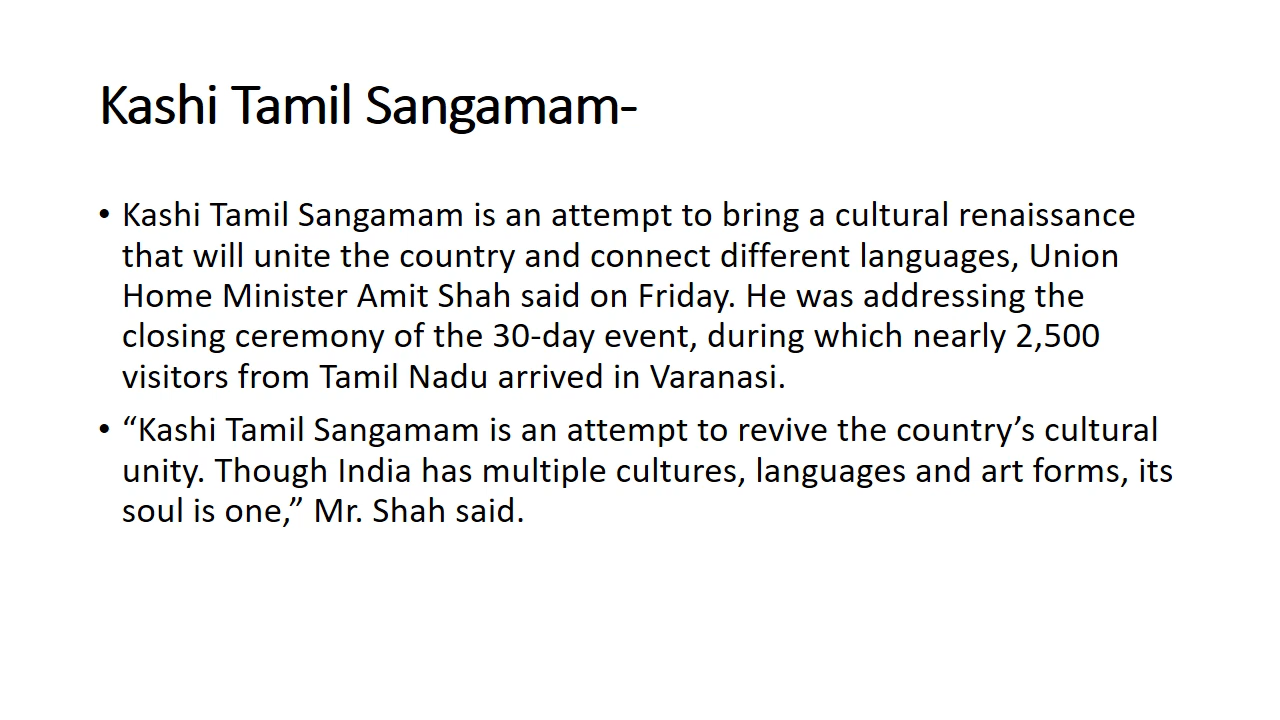 Kashi Tamil Sangamam-
• Kashi Tamil Sangamam is an attempt to bring a cultural renaissance
that will unite the country and connect different languages, Union
Home Minister Amit Shah said on Friday. He was addressing the
closing ceremony of the 30-day event, during which nearly 2,500
visitors from Tamil Nadu arrived in Varanasi.
• “Kashi Tamil Sangamam is an attempt to revive the country’s cultural
unity. Though India has multiple cultures, languages and art forms, its
soul is one,” Mr. Shah said.